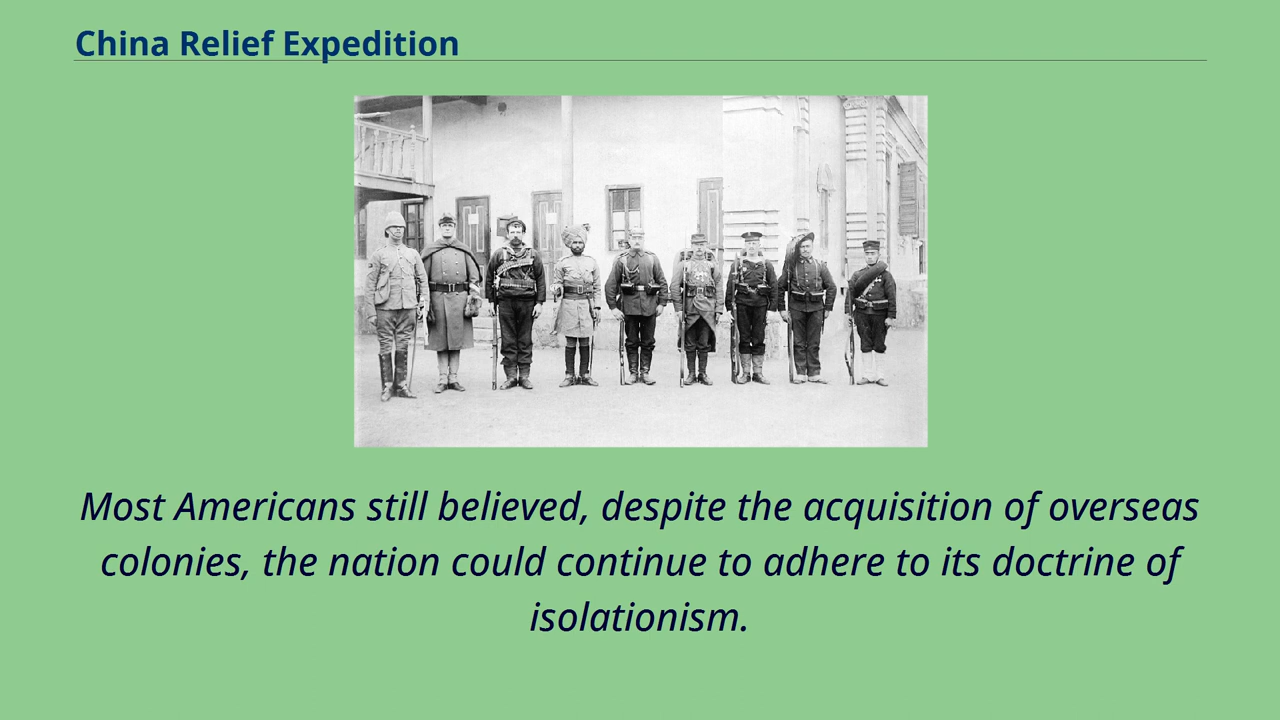 China Relief Expedition
Most Americans still believed, despite the acquisition of overseas
colonies, the nation could continue to adhere to its doctrine of
isolationism.